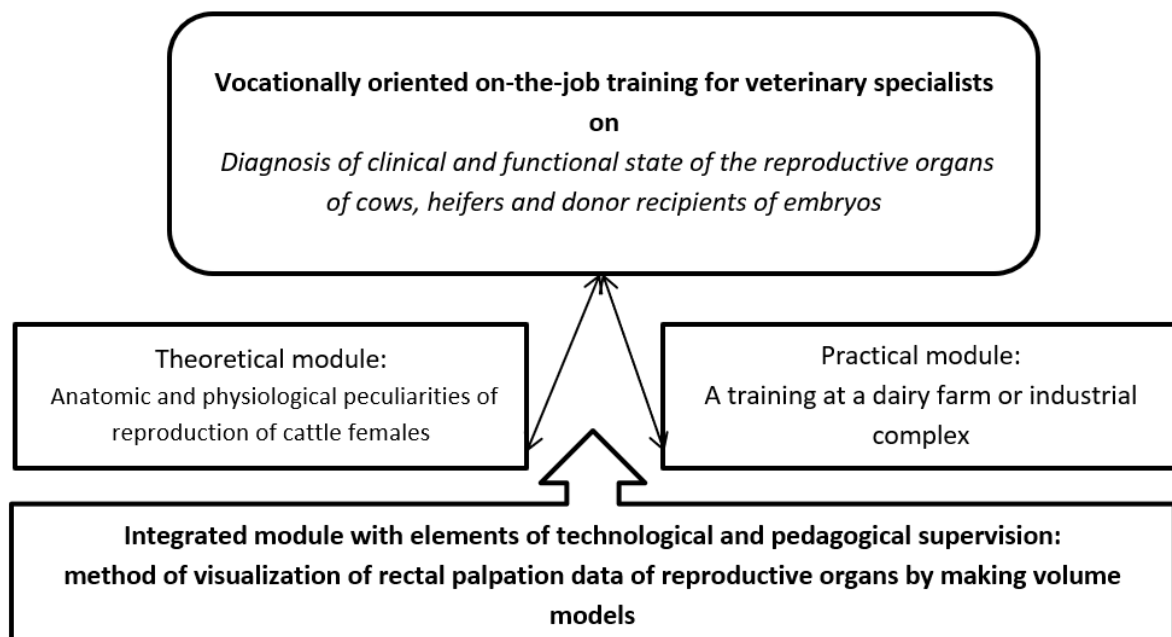 Vocationally oriented on-the-job training for veterinary specialists
on
Diagnosis of clinical and functional state of the reproductive organs
of cows, heifers and donor recipients of embryos
Theoretical module:
Anatomic and physiological peculiarities of
reproduction of cattle females
Practical module:
A training at a dairy farm or industrial
complex
Integrated module with elements of technological and pedagogical supervision:
method of visualization of rectal palpation data of reproductive organs by making volume
models